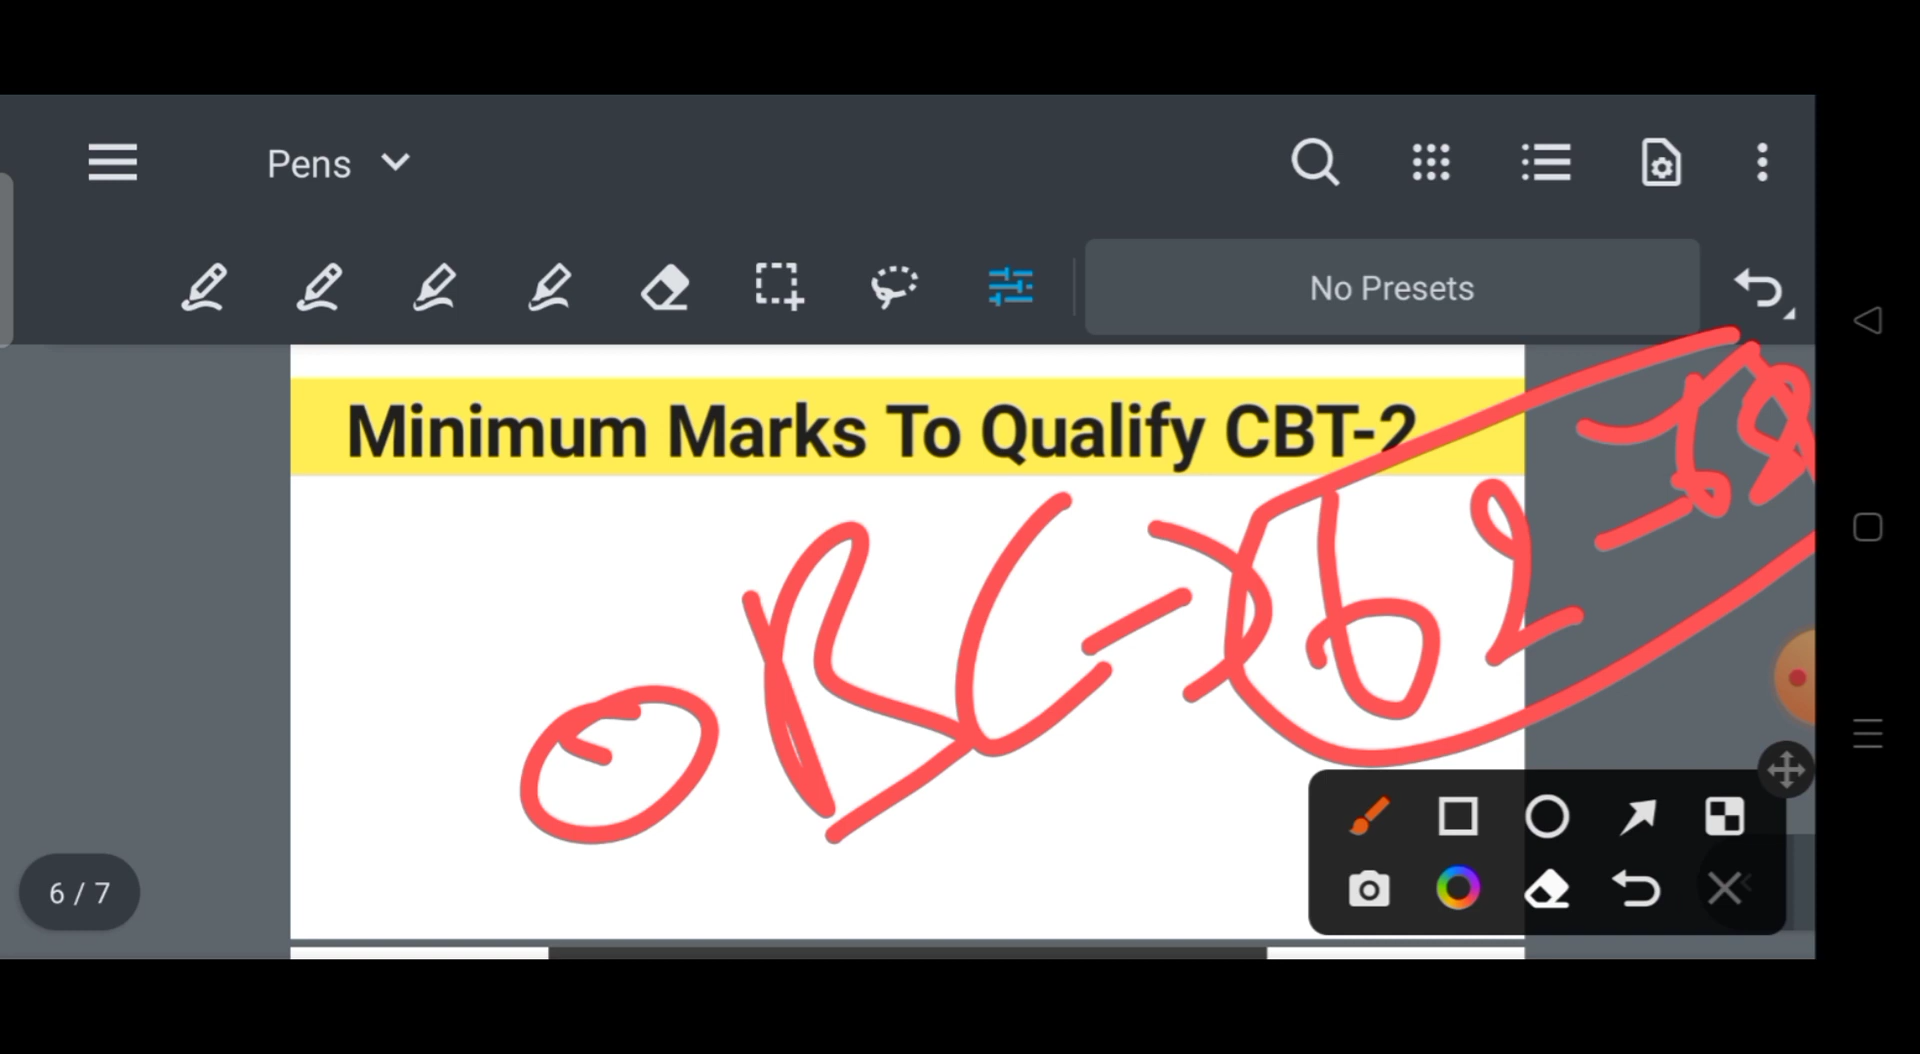 Pens
No Presets
Minimum Marks To Qualify CBT-2
OBC - 62 -
6 / 7